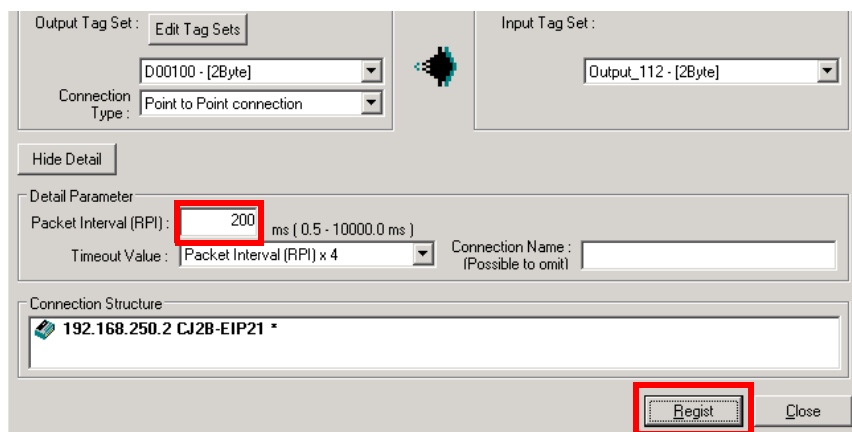 Output Tag Set : Edit Tag Sets
Input Tag Set :
D00100 - [2Byte]
Output_112 - [2Byte]
Connection Type : Point to Point connection
Hide Detail
Detail Parameter
Packet Interval (RPI) : 200 ms ( 0.5 - 10000.0 ms )
Timeout Value : Packet Interval (RPI) x 4
Connection Name :
(Possible to omit)
Connection Structure
192.168.250.2 CJ2B-EIP21 *
Regist Close